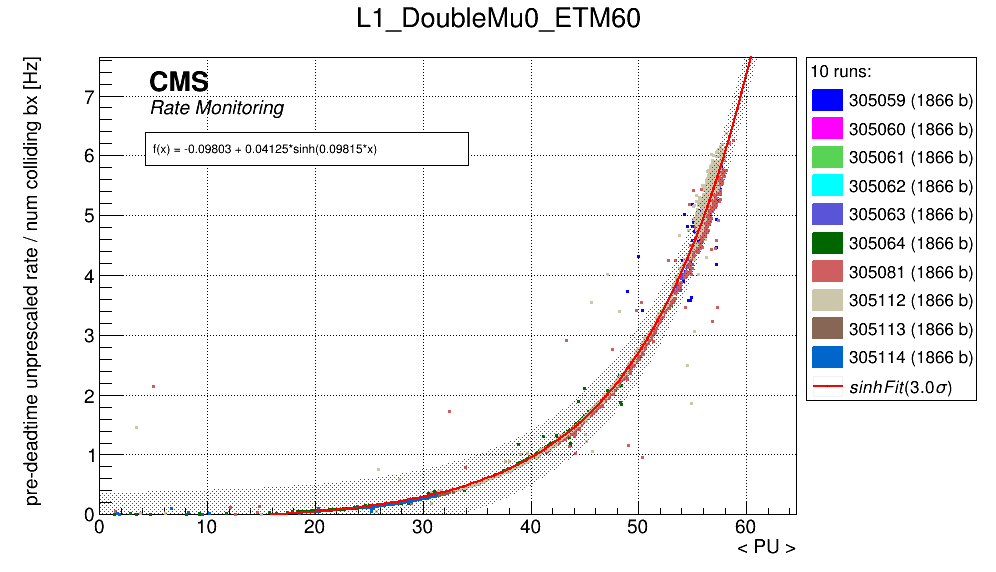 L1_DoubleMu0_ETM60
pre-deadtime unprescaled rate / num colliding bx [Hz]
CMS
Rate Monitoring
f(x) = -0.09803 + 0.04125*sinh(0.09815*x)
7
6
5
4
3
2
1
0
0 10 20 30 40 50 60
< PU >
10 runs:
305059 (1866 b)
305060 (1866 b)
305061 (1866 b)
305062 (1866 b)
305063 (1866 b)
305064 (1866 b)
305081 (1866 b)
305112 (1866 b)
305113 (1866 b)
305114 (1866 b)
sinhFit(3.0σ)